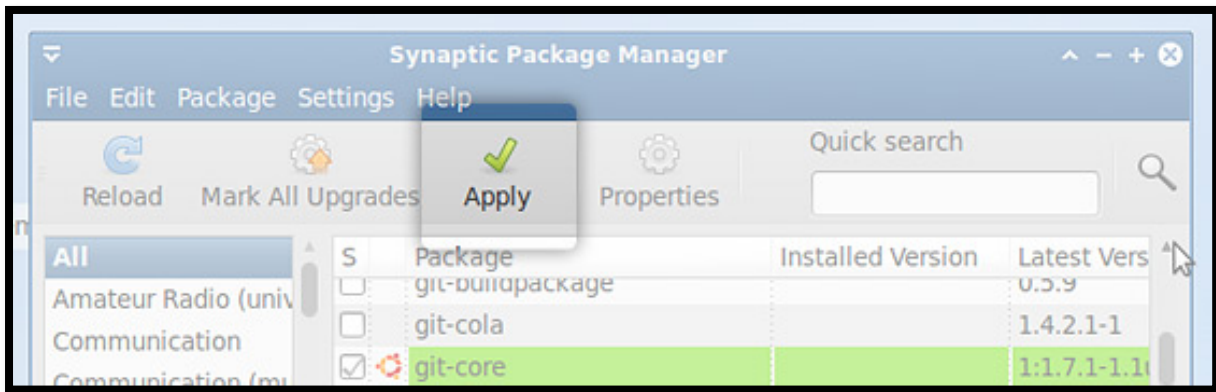 Synaptic Package Manager
File Edit Package Settings Help
Reload Mark All Upgrades Apply Properties
Quick search
All
Amateur Radio (univ
Communication
Communication (mu
S Package Installed Version Latest Vers
git-buildpackage 0.5.9
git-cola 1.4.2.1-1
git-core 1:1.7.1-1.1